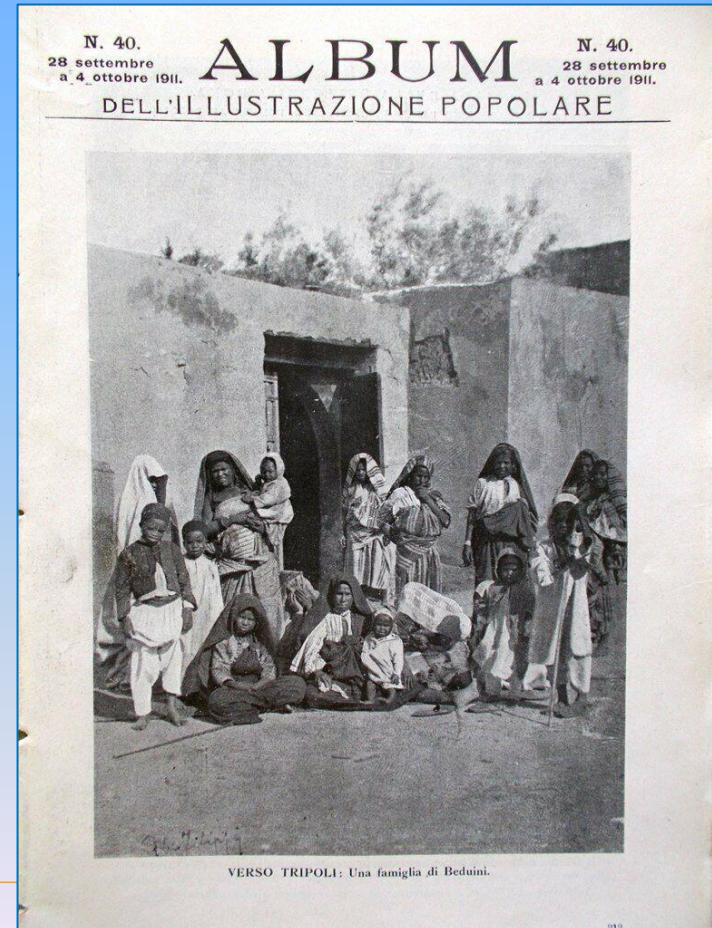 N. 40.
28 settembre
a 4 ottobre 1911.
ALBUM
N. 40.
28 settembre
a 4 ottobre 1911.
DELL'ILLUSTRAZIONE POPOLARE
VERSO TRIPOLI: Una famiglia di Beduini.